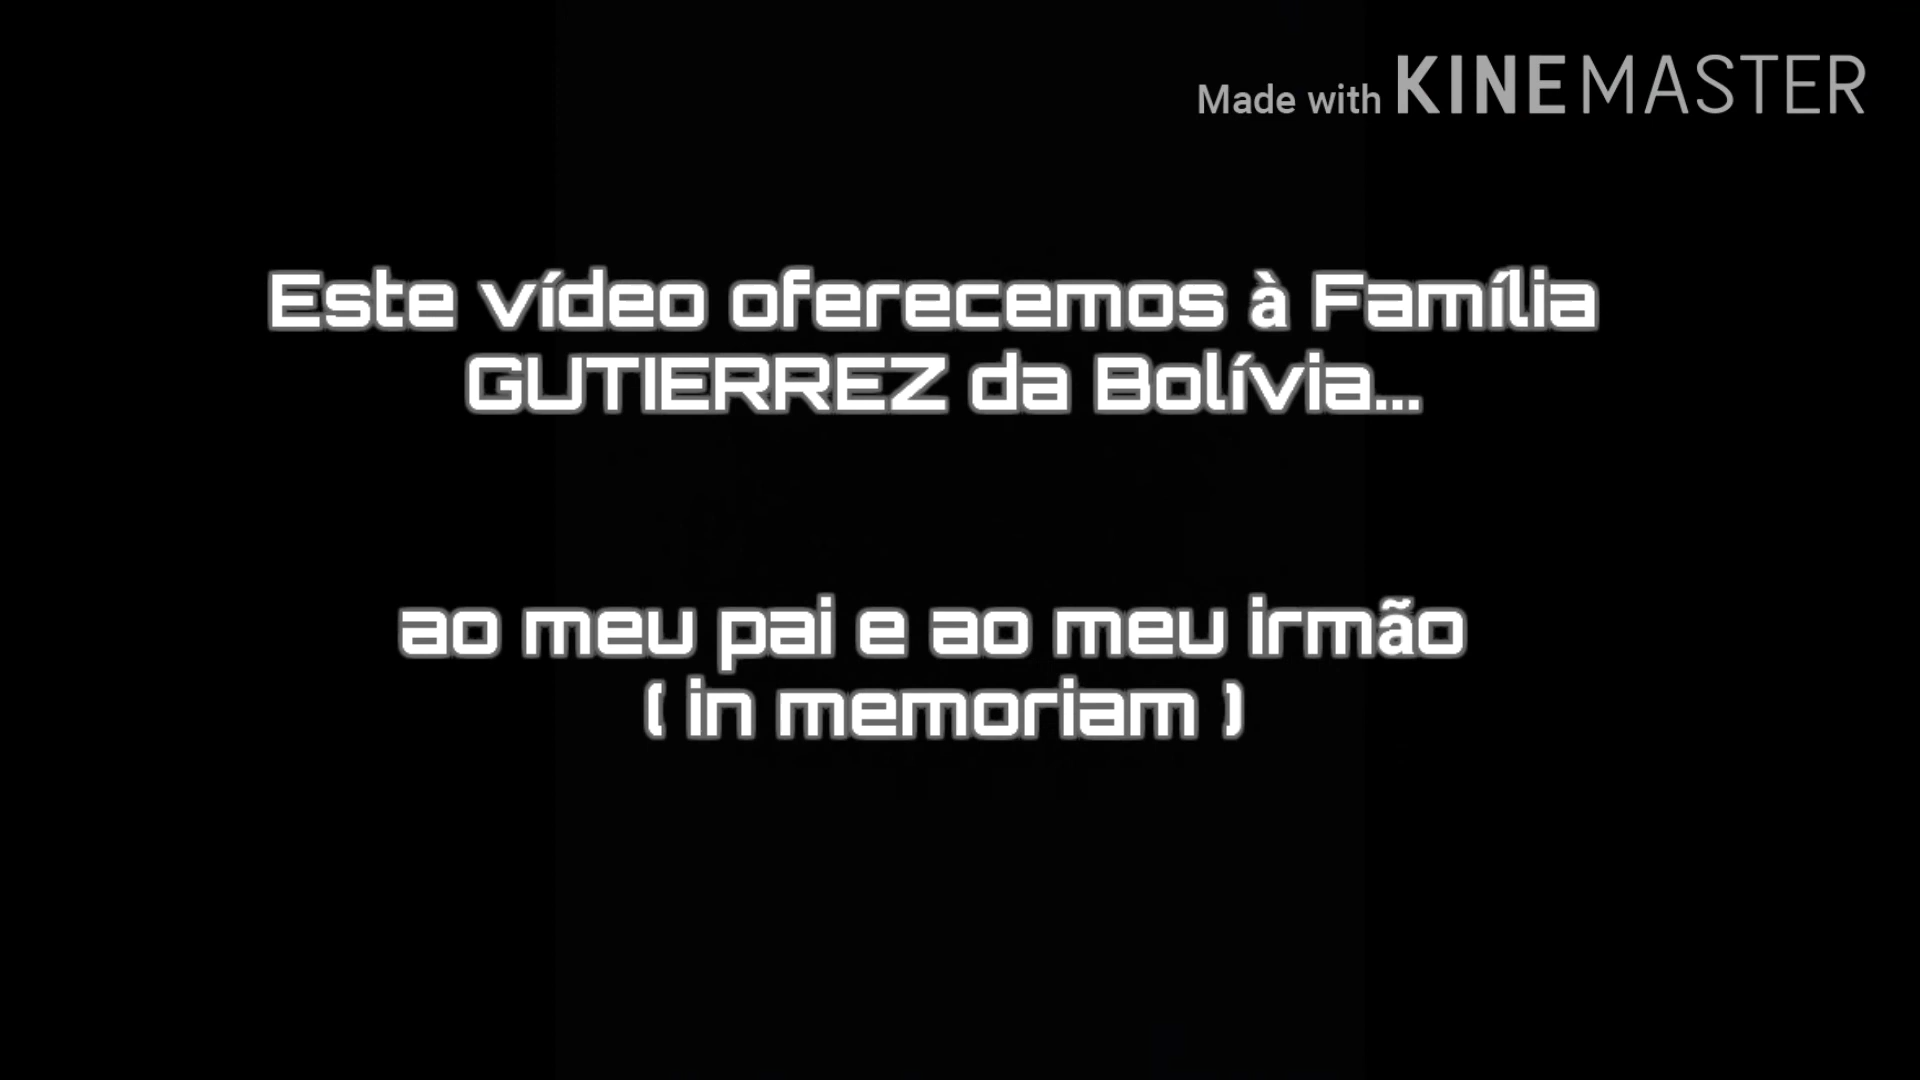 Made with KINEMASTER
Este vídeo oferecemos à Família
GUTIERREZ da Bolívia...
ao meu pai e ao meu irmão
( in memoriam )